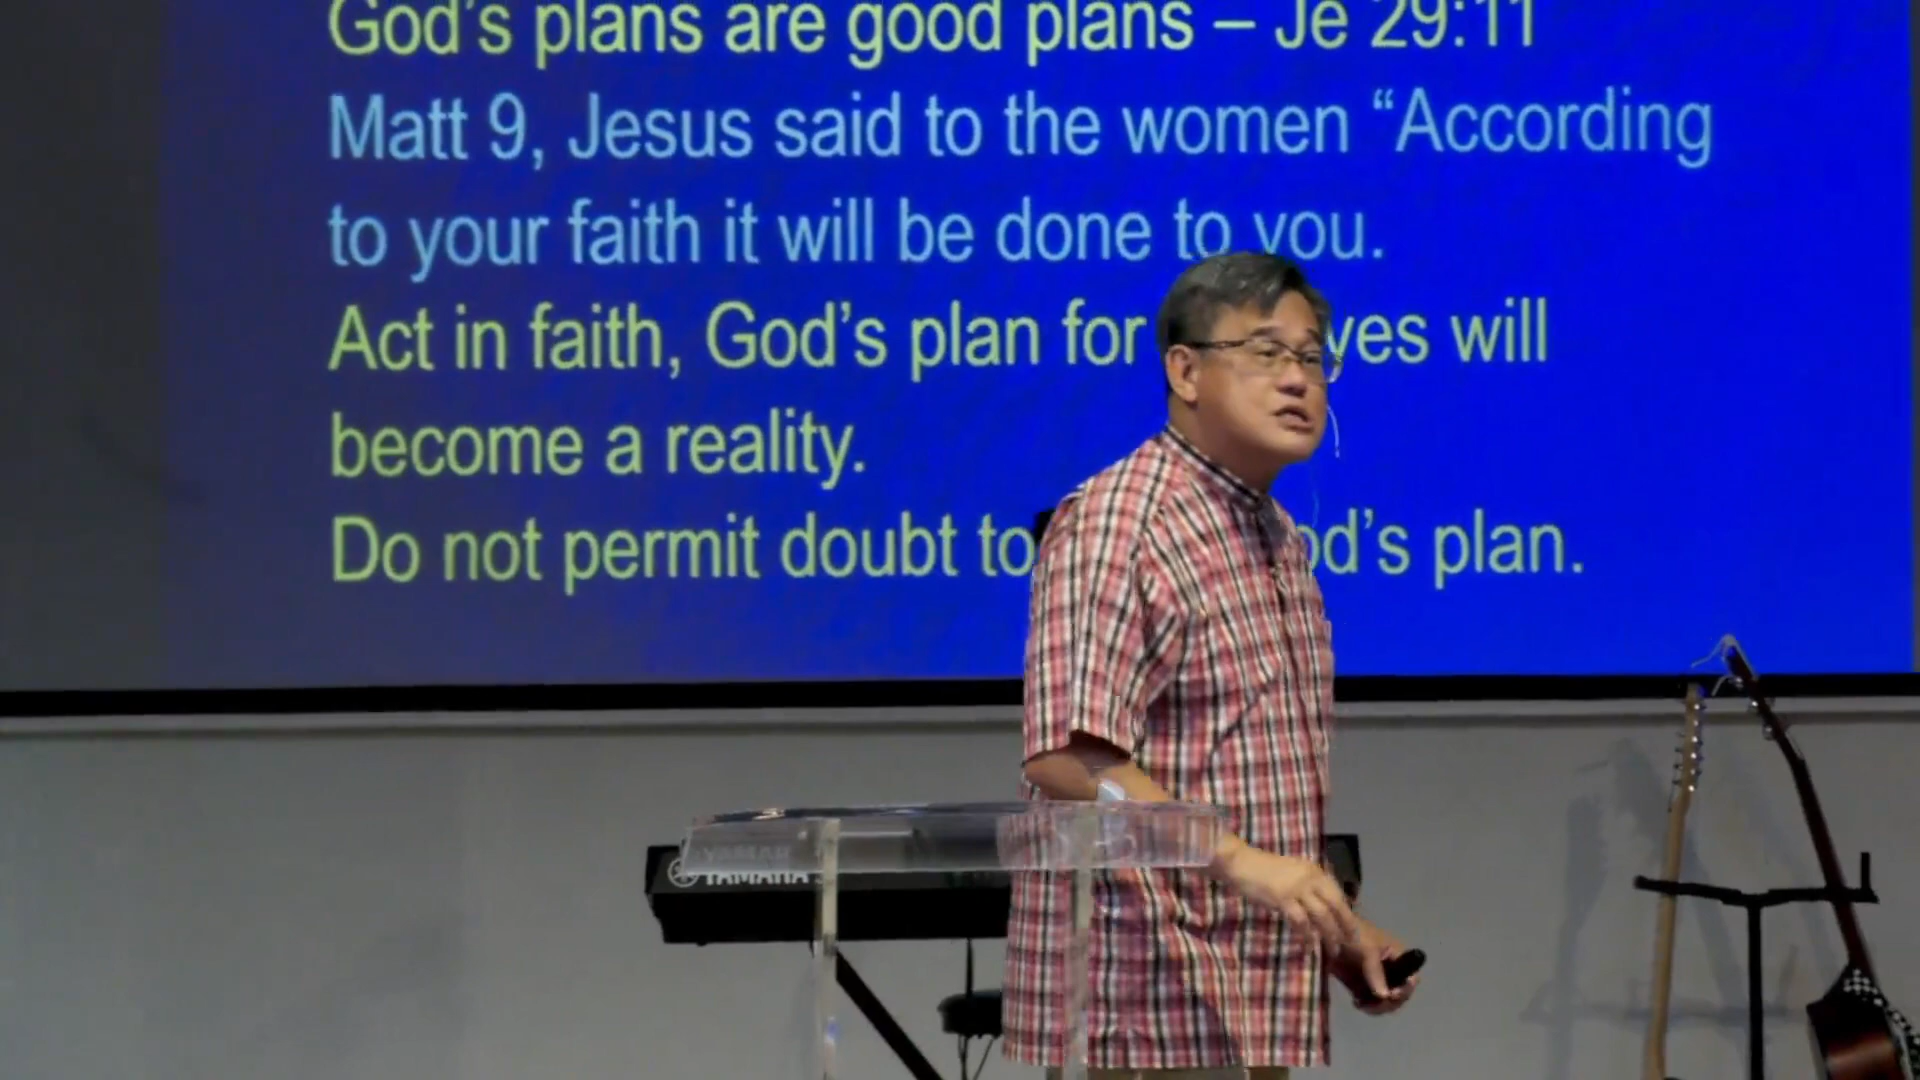 God's plans are good plans – Je 29:11
Matt 9, Jesus said to the women “According
to your faith it will be done to you.
Act in faith, God's plan for yes will
become a reality.
Do not permit doubt to od's plan.
YAMAHA